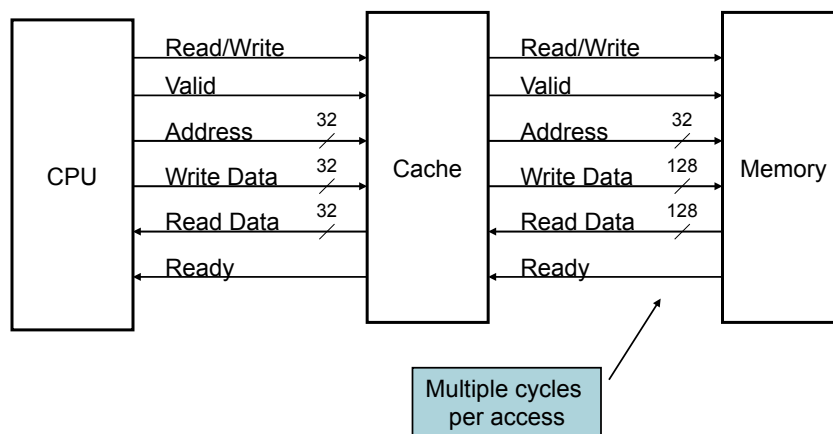 Read/Write
Read/Write
Valid
Valid
Address
32
Address
32
CPU
Write Data
32
Cache
Write Data
128
Memory
Read Data
32
Read Data
128
Ready
Ready
Multiple cycles
per access